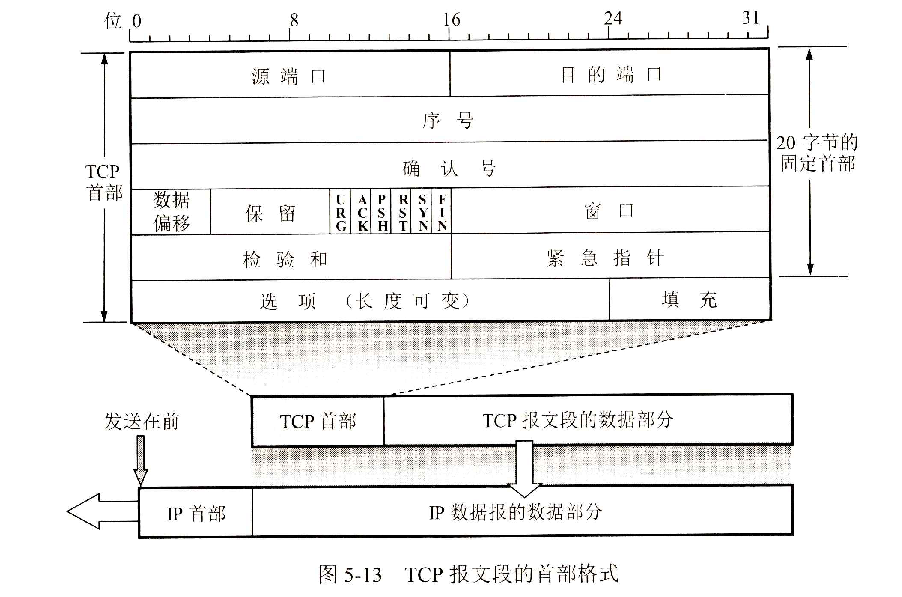 位 0 8 16 24 31
源端口 目的端口
序号
TCP
首部
20 字节的
固定首部
确认号
数据
偏移
保留
URG
ACK
PSH
RST
SYN
FIN
窗口
检验和 紧急指针
选项 (长度可变) 填充
发送在前
TCP 首部 TCP 报文段的数据部分
IP 首部 IP 数据报的数据部分
图 5-13 TCP 报文段的首部格式